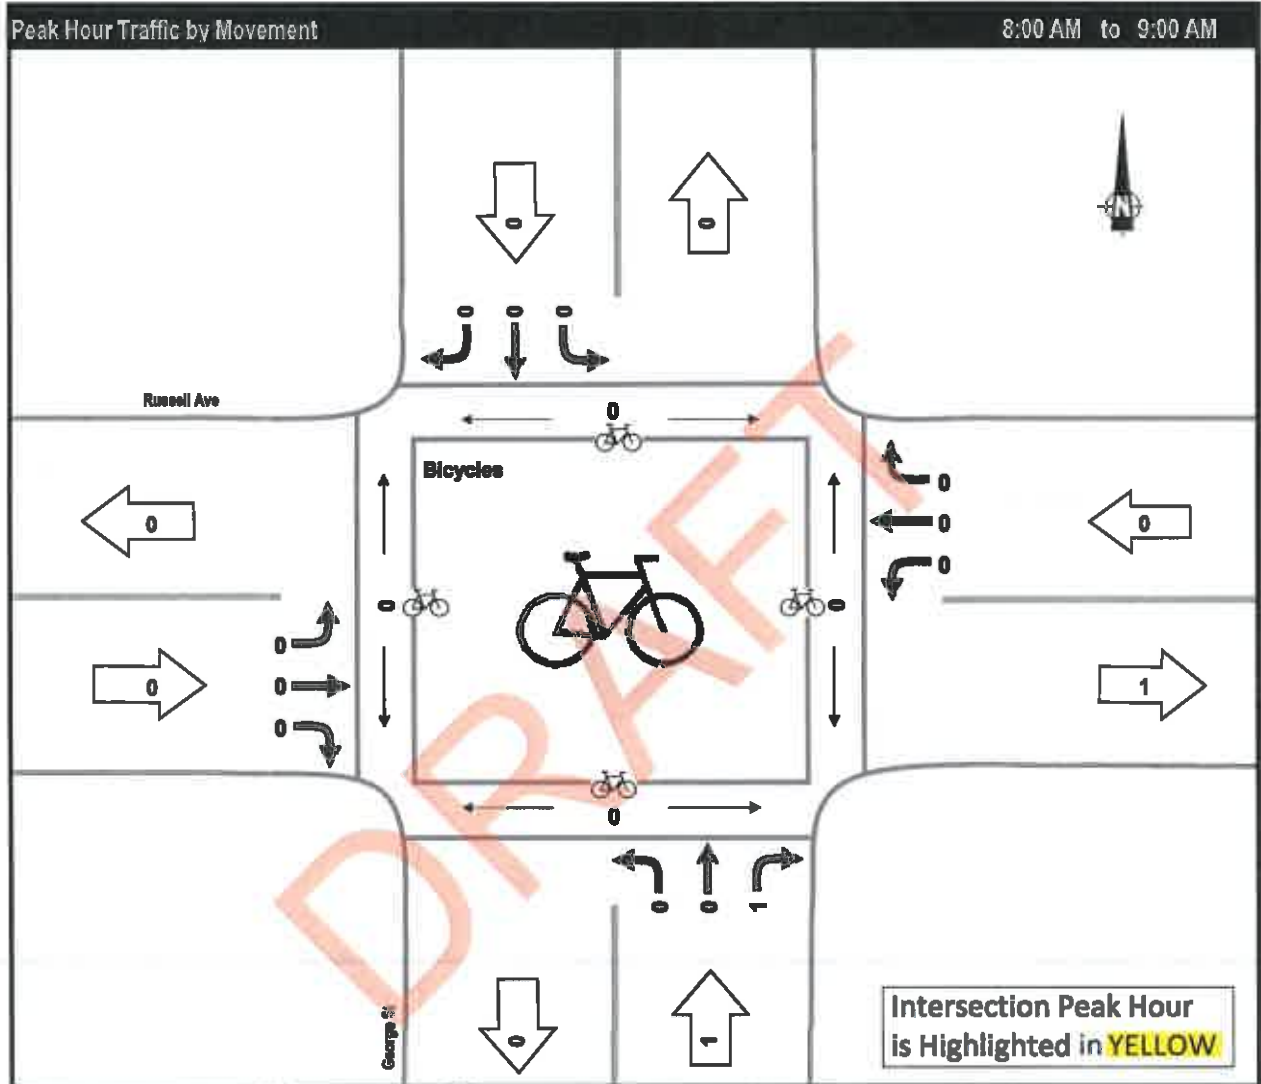 Peak Hour Traffic by Movement 8:00 AM to 9:00 AM
0 0
N
0 0 0
Russell Ave
0
Bicycles
0
0
0
0
0
0 0
0
0
0
0
1
0
0
0 0 1
DRAFT
George St
0 1
Intersection Peak Hour
is Highlighted in YELLOW